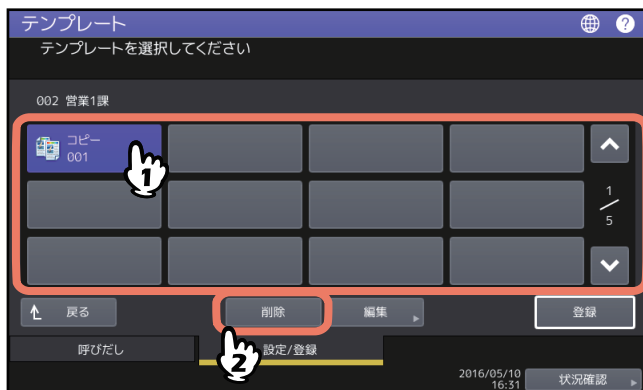 テンプレート
?
テンプレートを選択してください
002 営業1課
コピー
001
1
1
5
戻る
削除
編集
登録
2
呼びだし
設定/登録
2016/05/10
16:31
状況確認